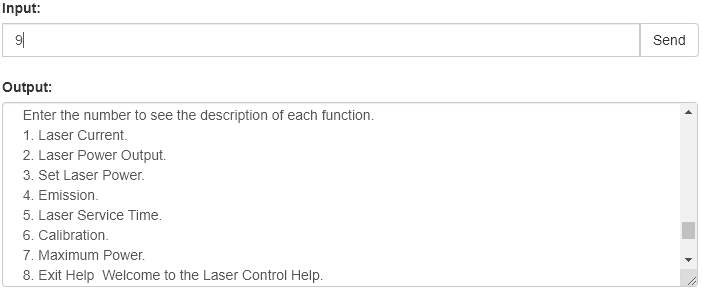 Input:
9
Send
Output:
Enter the number to see the description of each function.
1. Laser Current.
2. Laser Power Output.
3. Set Laser Power.
4. Emission.
5. Laser Service Time.
6. Calibration.
7. Maximum Power.
8. Exit Help  Welcome to the Laser Control Help.